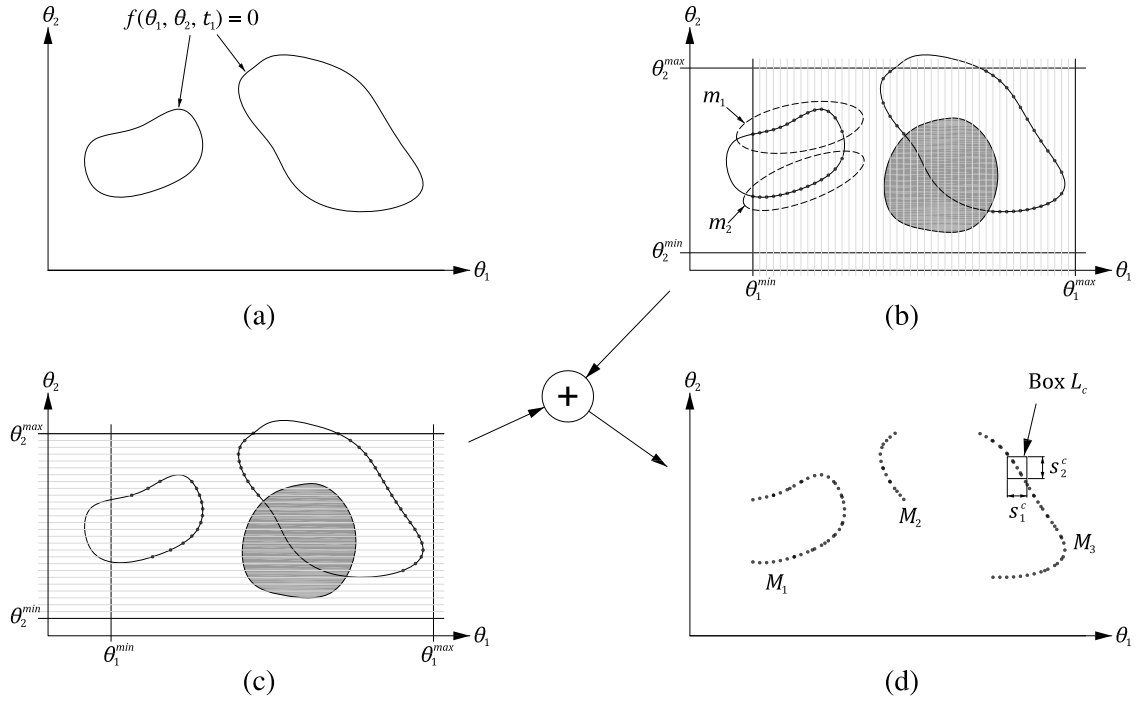 θ₂
f(θ₁, θ₂, t₁) = 0
θ₁
(a)
θ₂
θ₂ᵐᵃˣ
m₁
m₂
θ₂ᵐⁱⁿ
θ₁
θ₁ᵐⁱⁿ
θ₁ᵐᵃˣ
(b)
+
θ₂
θ₂ᵐᵃˣ
θ₂ᵐⁱⁿ
θ₁
θ₁ᵐⁱⁿ
θ₁ᵐᵃˣ
(c)
θ₂
Box L_c
s₂ᶜ
s₁ᶜ
M₂
M₃
M₁
θ₁
(d)